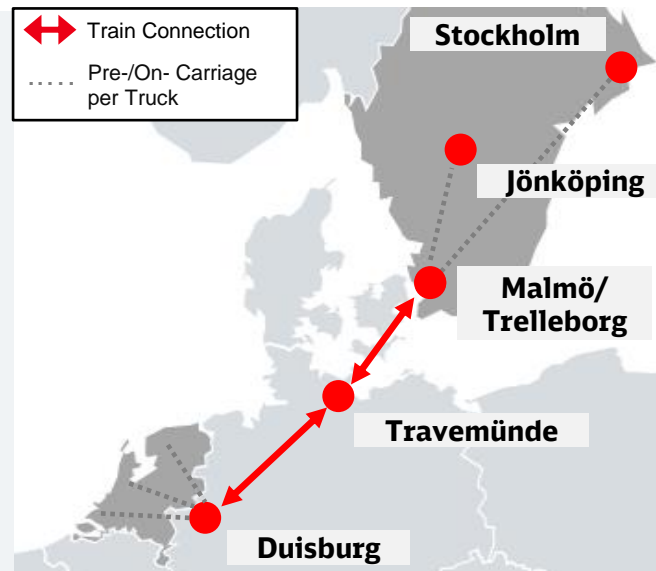 Train Connection
Pre-/On- Carriage
per Truck
Stockholm
Jönköping
Malmö/
Trelleborg
Travemünde
Duisburg